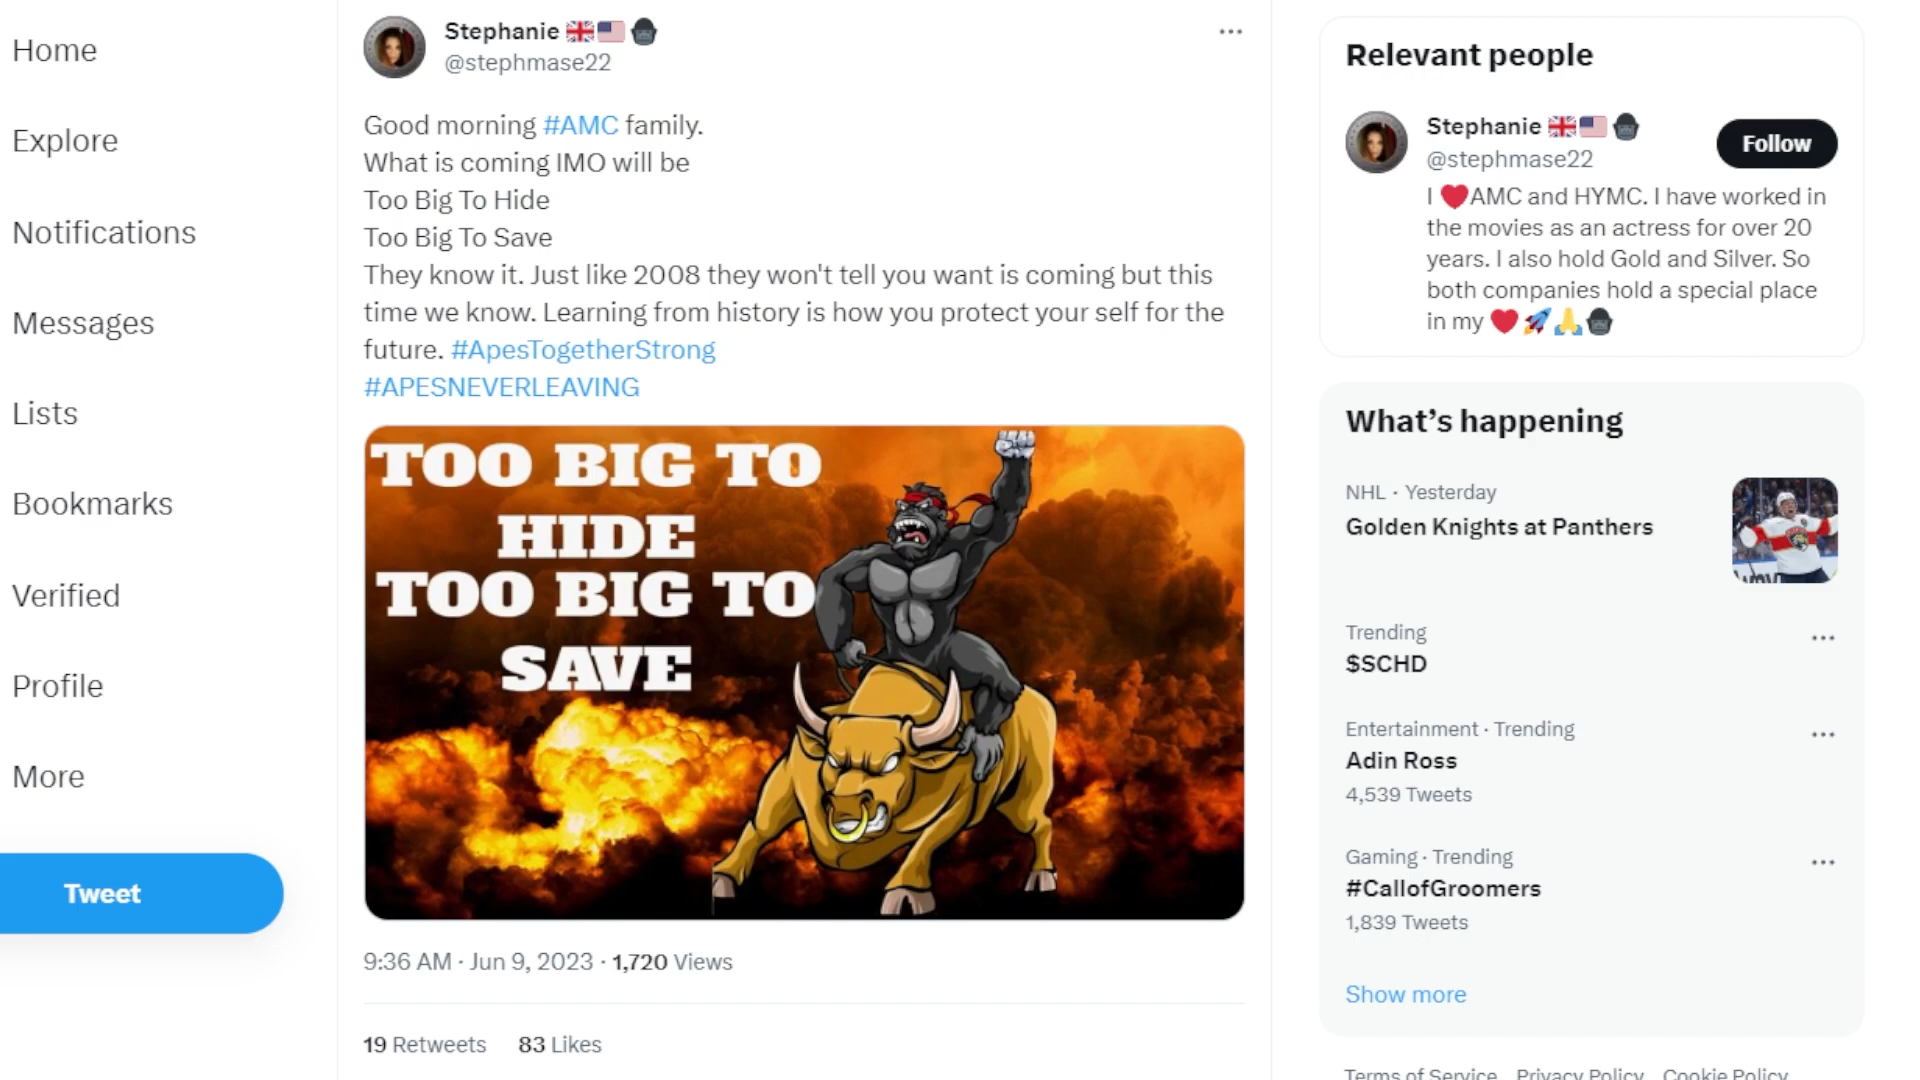 Home
Explore
Notifications
Messages
Lists
Bookmarks
Verified
Profile
More
Tweet
Stephanie
@stephmase22
Good morning #AMC family.
What is coming IMO will be
Too Big To Hide
Too Big To Save
They know it. Just like 2008 they won't tell you want is coming but this
time we know. Learning from history is how you protect your self for the
future. #ApesTogetherStrong
#APESNEVERLEAVING
TOO BIG TO
HIDE
TOO BIG TO
SAVE
9:36 AM · Jun 9, 2023 · 1,720 Views
19 Retweets 83 Likes
Relevant people
Stephanie
@stephmase22
Follow
I ❤️AMC and HYMC. I have worked in
the movies as an actress for over 20
years. I also hold Gold and Silver. So
both companies hold a special place
in my ❤️🚀🙏
What's happening
NHL · Yesterday
Golden Knights at Panthers
Trending
$SCHD
Entertainment · Trending
Adin Ross
4,539 Tweets
Gaming · Trending
#CallofGroomers
1,839 Tweets
Show more
Terms of Service Privacy Policy Cookie Policy